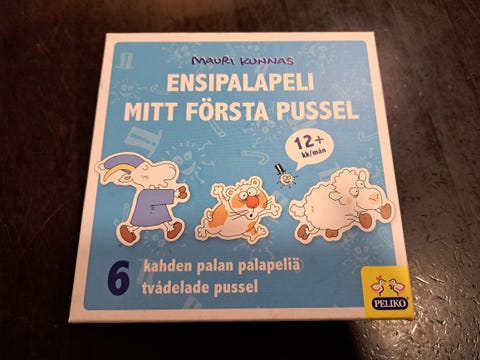 MAURI KUNNAS
ENSIPALAPELI
MITT FÖRSTA PUSSEL
12+
kk/mån
6 kahden palan palapeliä
tvådelade pussel
PELIKO